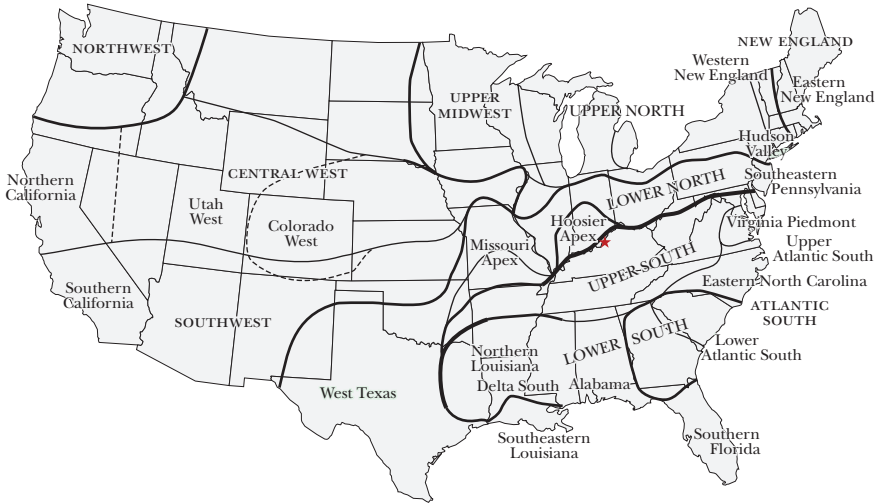 NEW ENGLAND
NORTHWEST
Western
New England
Eastern
New England
UPPER
MIDWEST
UPPER NORTH
Hudson
Valley
CENTRAL WEST
Northern
California
LOWER NORTH
Southeastern
Pennsylvania
Utah
West
Colorado
West
Hoosier
Apex
Missouri
Apex
Virginia Piedmont
Upper
Atlantic South
UPPER SOUTH
Eastern North Carolina
Southern
California
SOUTHWEST
ATLANTIC
SOUTH
LOWER SOUTH
Lower
Atlantic South
Northern
Louisiana
Delta South
Alabama
West Texas
Southeastern
Louisiana
Southern
Florida